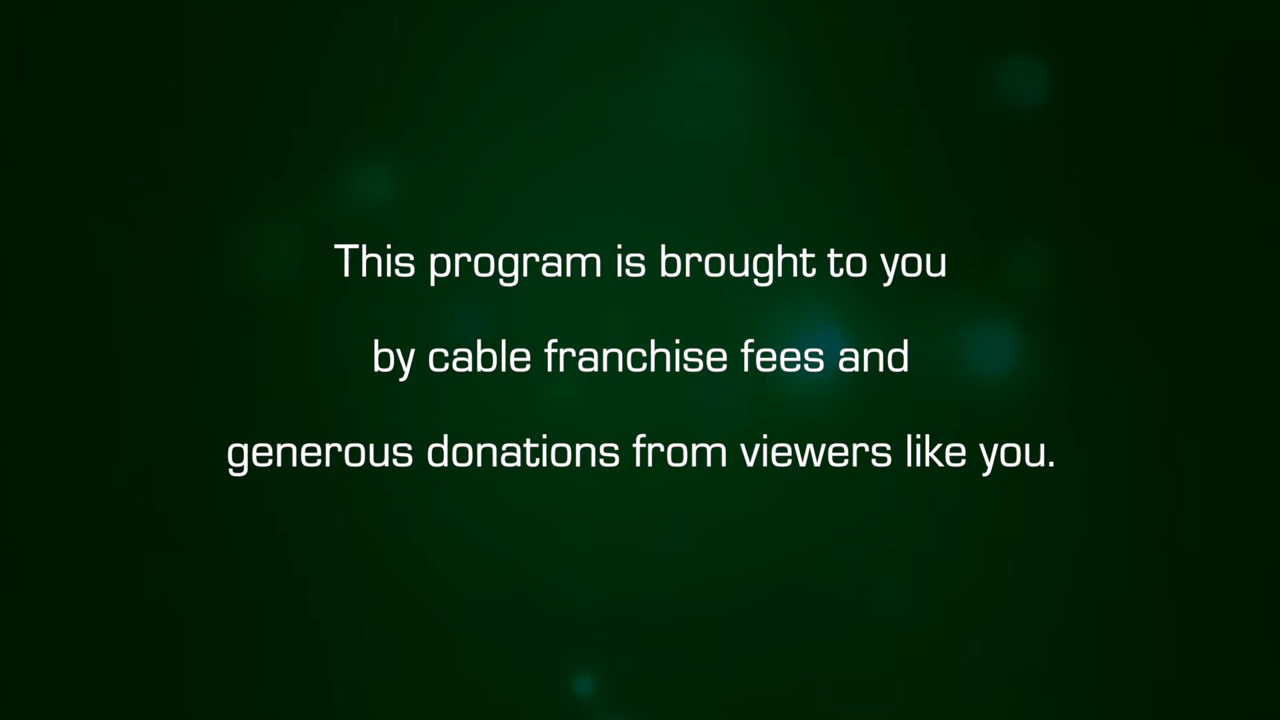 This program is brought to you
by cable franchise fees and
generous donations from viewers like you.